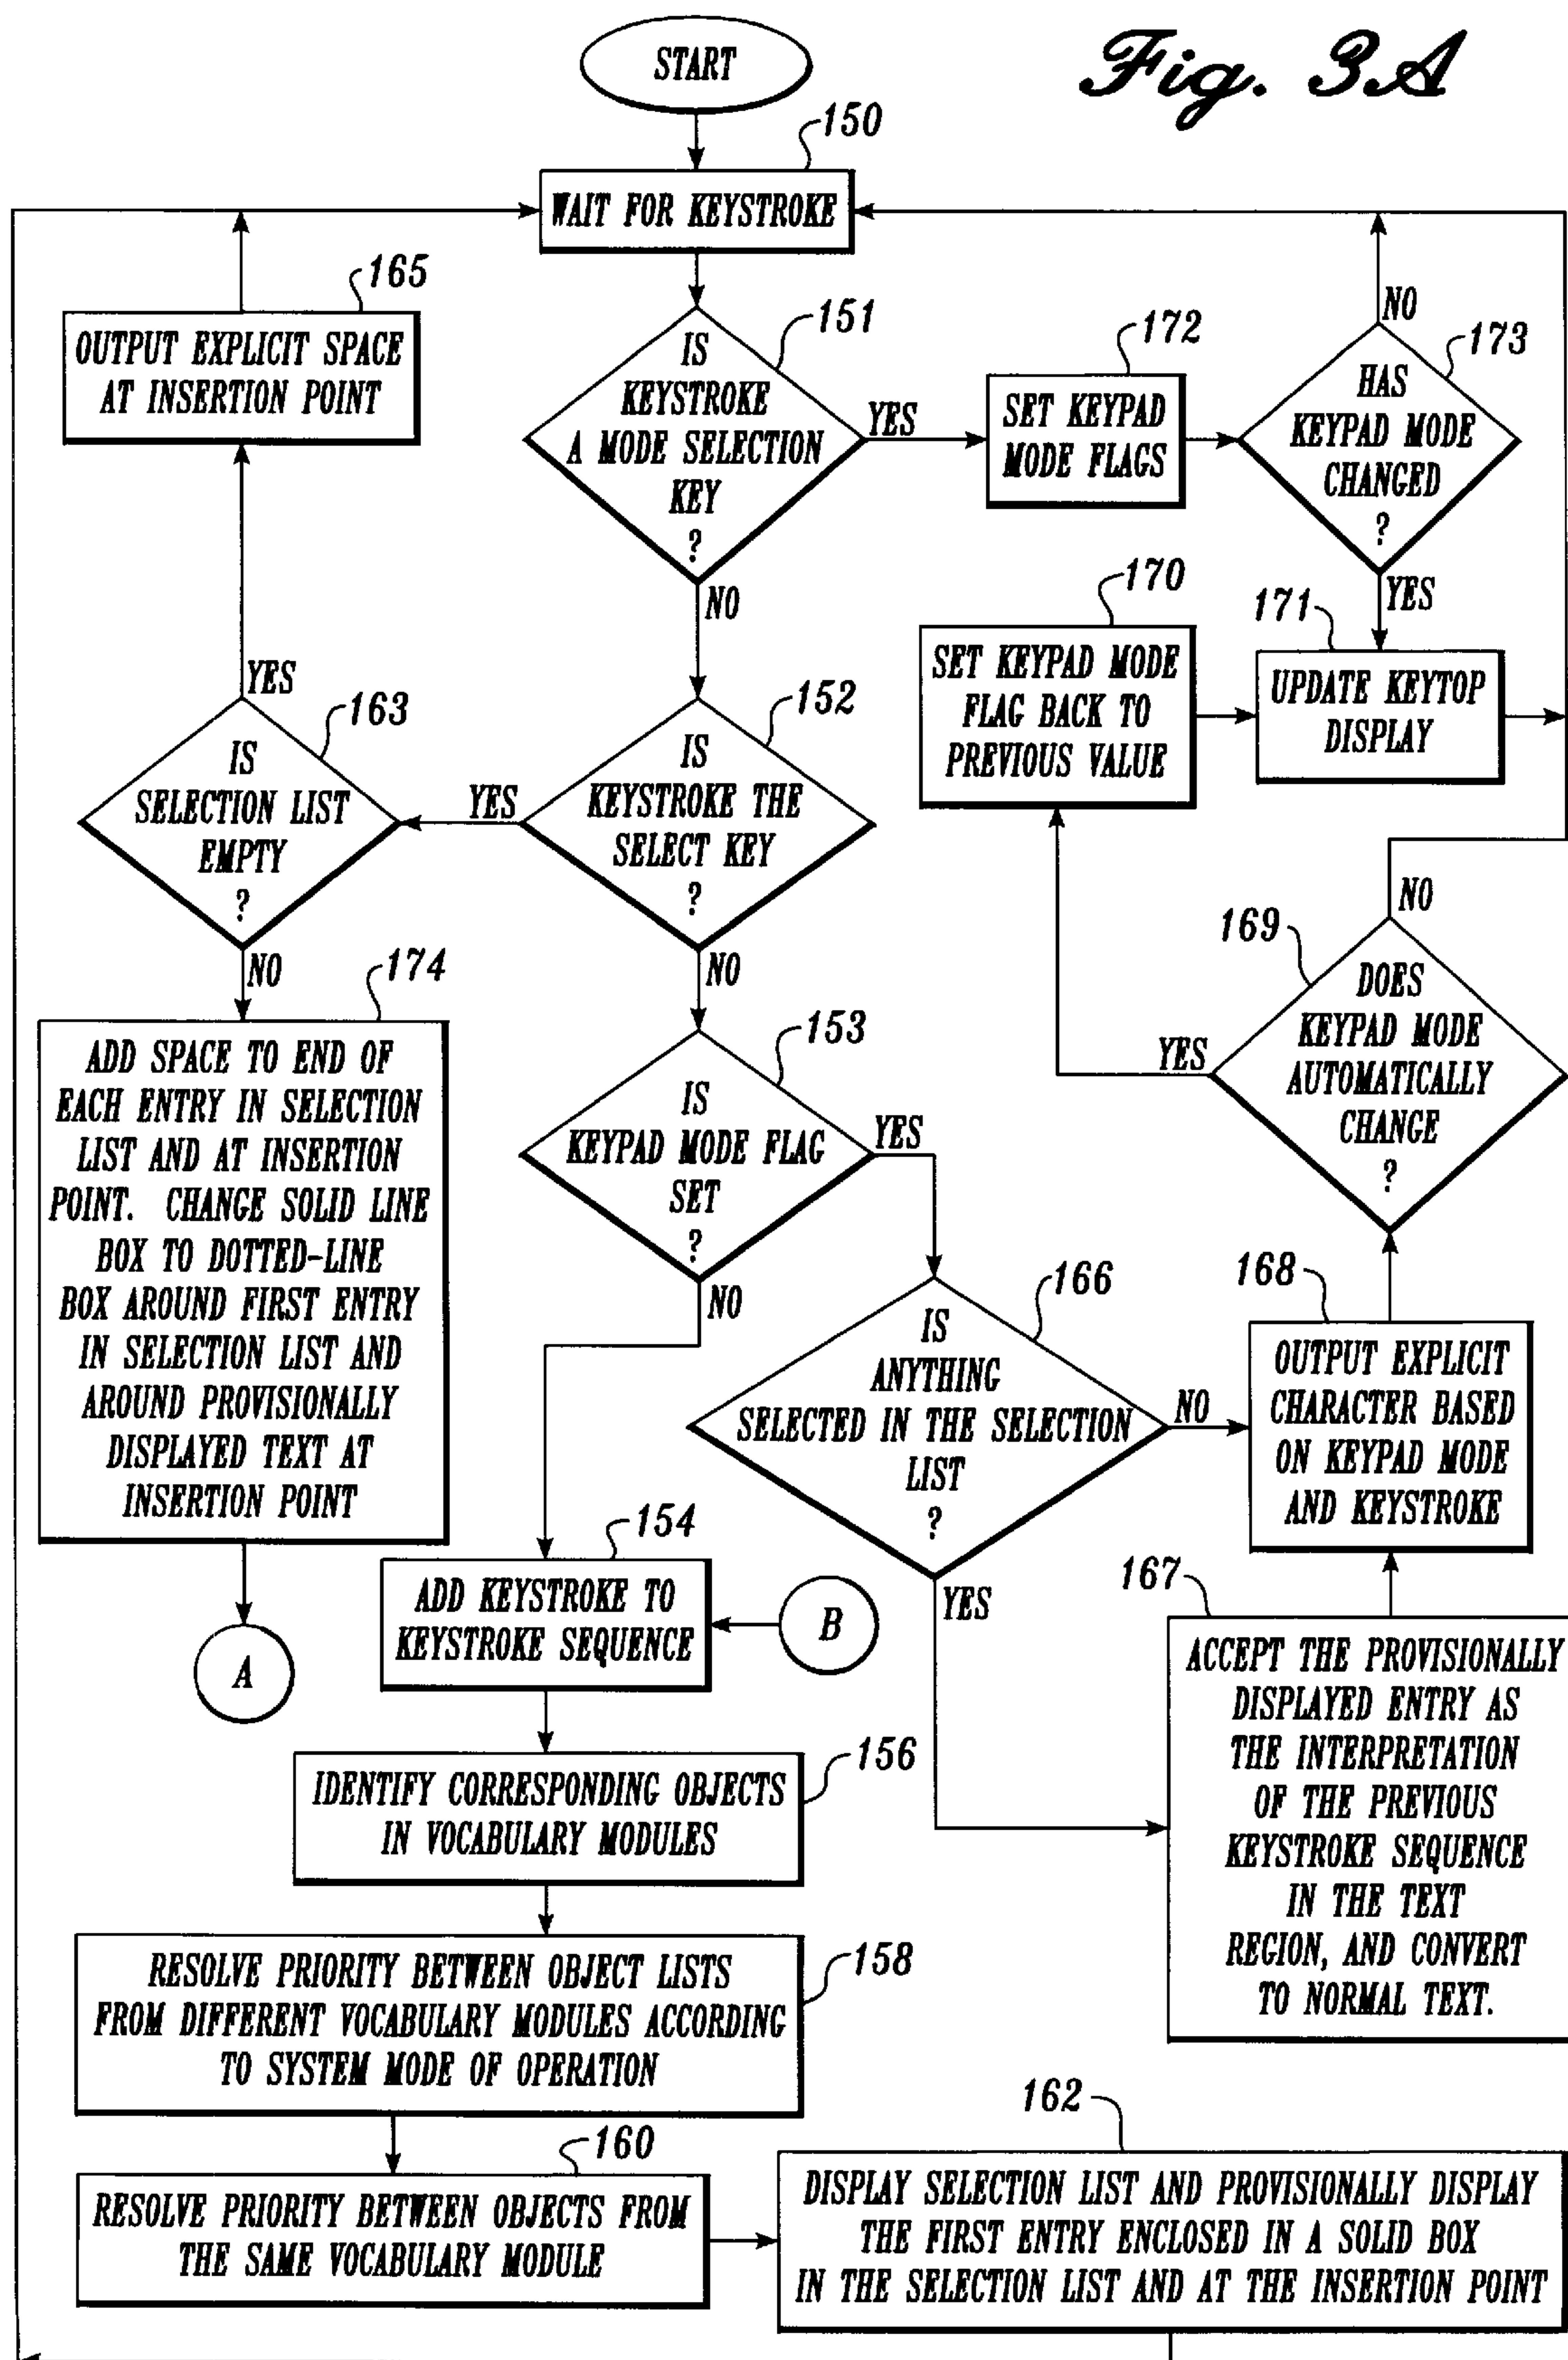 Fig. 3A
START
150
WAIT FOR KEYSTROKE
165
OUTPUT EXPLICIT SPACE
AT INSERTION POINT
151
IS
KEYSTROKE
A MODE SELECTION
KEY
?
YES
NO
172
SET KEYPAD
MODE FLAGS
173
HAS
KEYPAD MODE
CHANGED
?
NO
YES
170
SET KEYPAD MODE
FLAG BACK TO
PREVIOUS VALUE
171
UPDATE KEYTOP
DISPLAY
152
IS
KEYSTROKE THE
SELECT KEY
?
YES
NO
163
IS
SELECTION LIST
EMPTY
?
YES
NO
174
ADD SPACE TO END OF
EACH ENTRY IN SELECTION
LIST AND AT INSERTION
POINT. CHANGE SOLID LINE
BOX TO DOTTED-LINE
BOX AROUND FIRST ENTRY
IN SELECTION LIST AND
AROUND PROVISIONALLY
DISPLAYED TEXT AT
INSERTION POINT
A
153
IS
KEYPAD MODE FLAG
SET
?
YES
NO
169
DOES
KEYPAD MODE
AUTOMATICALLY
CHANGE
?
YES
NO
166
IS
ANYTHING
SELECTED IN THE SELECTION
LIST
?
NO
YES
168
OUTPUT EXPLICIT
CHARACTER BASED
ON KEYPAD MODE
AND KEYSTROKE
167
ACCEPT THE PROVISIONALLY
DISPLAYED ENTRY AS
THE INTERPRETATION
OF THE PREVIOUS
KEYSTROKE SEQUENCE
IN THE TEXT
REGION, AND CONVERT
TO NORMAL TEXT.
154
ADD KEYSTROKE TO
KEYSTROKE SEQUENCE
B
156
IDENTIFY CORRESPONDING OBJECTS
IN VOCABULARY MODULES
158
RESOLVE PRIORITY BETWEEN OBJECT LISTS
FROM DIFFERENT VOCABULARY MODULES ACCORDING
TO SYSTEM MODE OF OPERATION
160
RESOLVE PRIORITY BETWEEN OBJECTS FROM
THE SAME VOCABULARY MODULE
162
DISPLAY SELECTION LIST AND PROVISIONALLY DISPLAY
THE FIRST ENTRY ENCLOSED IN A SOLID BOX
IN THE SELECTION LIST AND AT THE INSERTION POINT